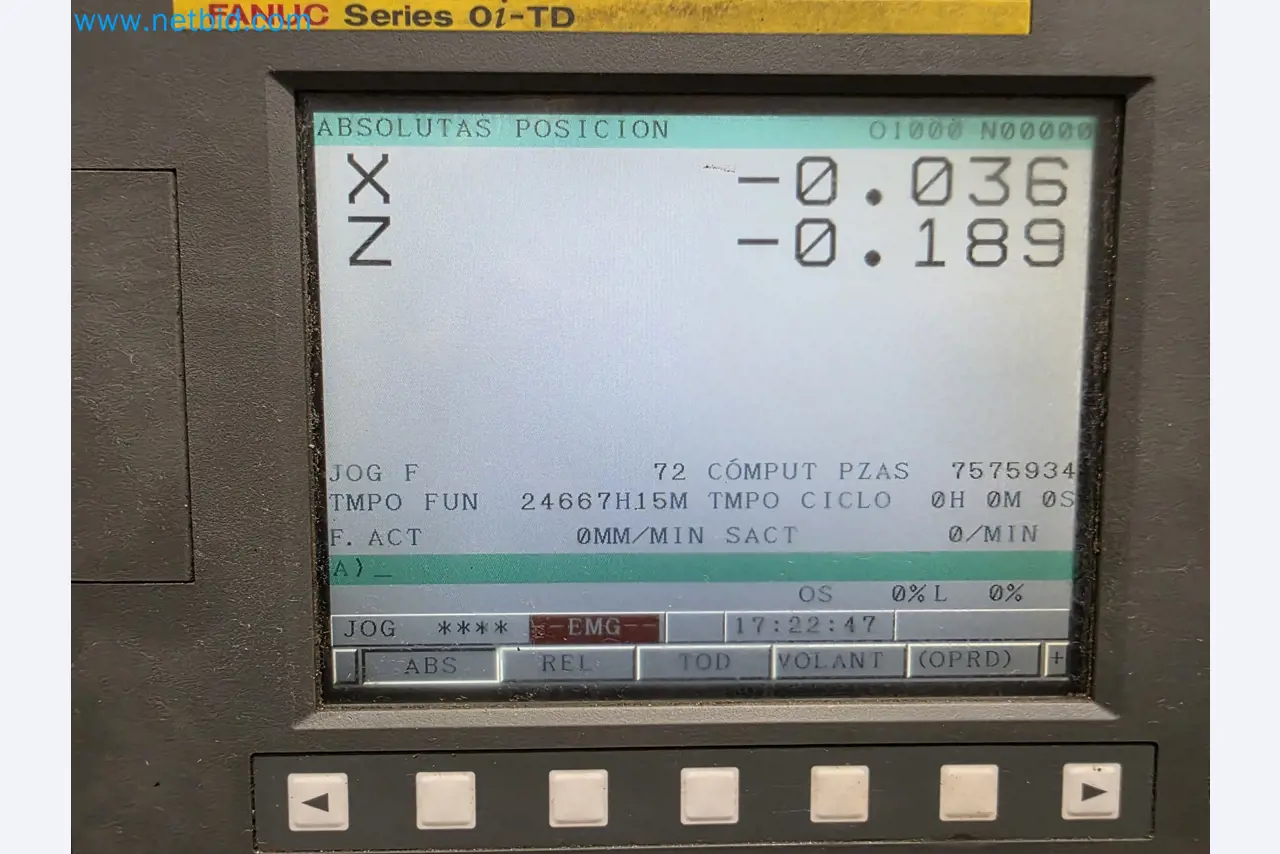 www.netbid.com
FANUC Series 0i-TD
ABSOLUTAS POSICION O1000 N00000
X -0.036
Z -0.189
JOG F 72 CÓMPUT PZAS 7575934
TMPO FUN 24667H15M TMPO CICLO 0H 0M 0S
F. ACT 0MM/MIN SACT 0/MIN
A)_
OS 0% L 0%
JOG **** --EMG-- 17:22:47
ABS REL TOD VOLANT (OPRD) +